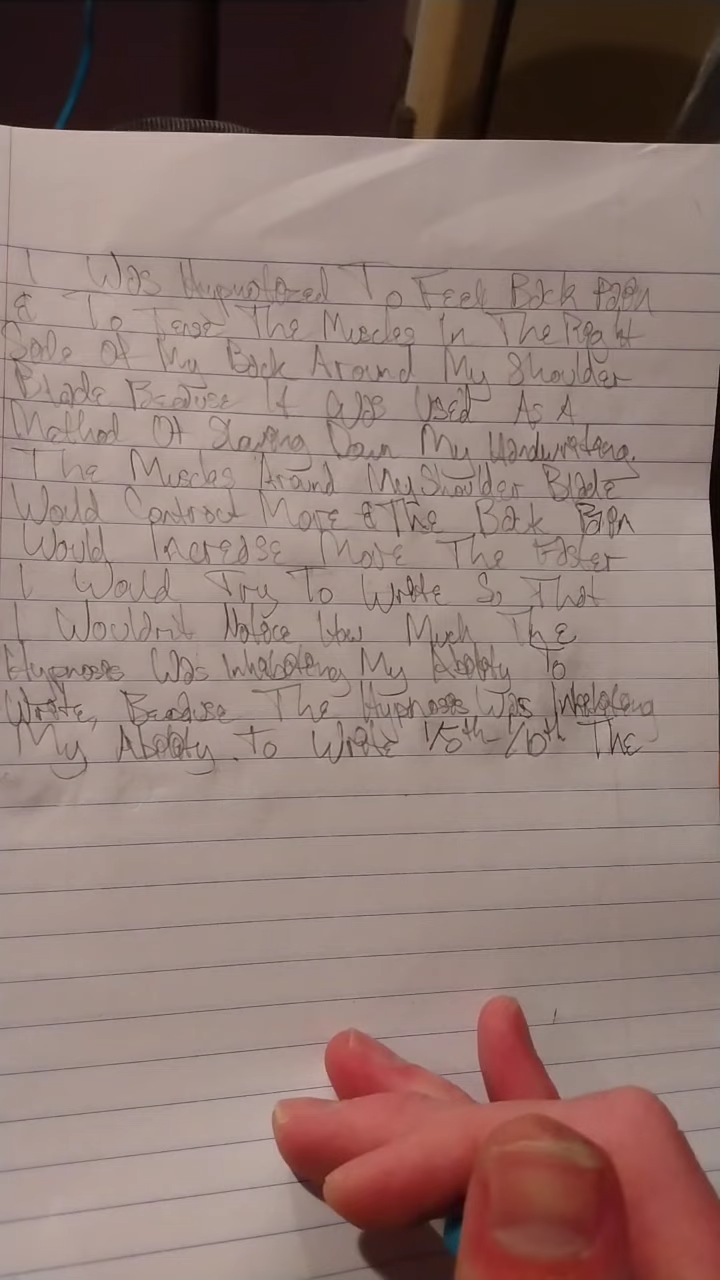 I Was Hypnotized To Feel Back Pain
& To Tense The Muscles In The Right
Side Of My Back Around My Shoulder
Blade Because It Was Used As A
Method Of Slowing Down My Handwriting.
The Muscles Around My Shoulder Blade
Would Contract More & The Back Pain
Would Increase More The Faster
I Would Try To Write So That
I Wouldn't Notice How Much The
Hypnosis Was Inhibiting My Ability To
Write, Because The Hypnosis Was Inhibiting
My Ability To Write 1/5th-1/10th The